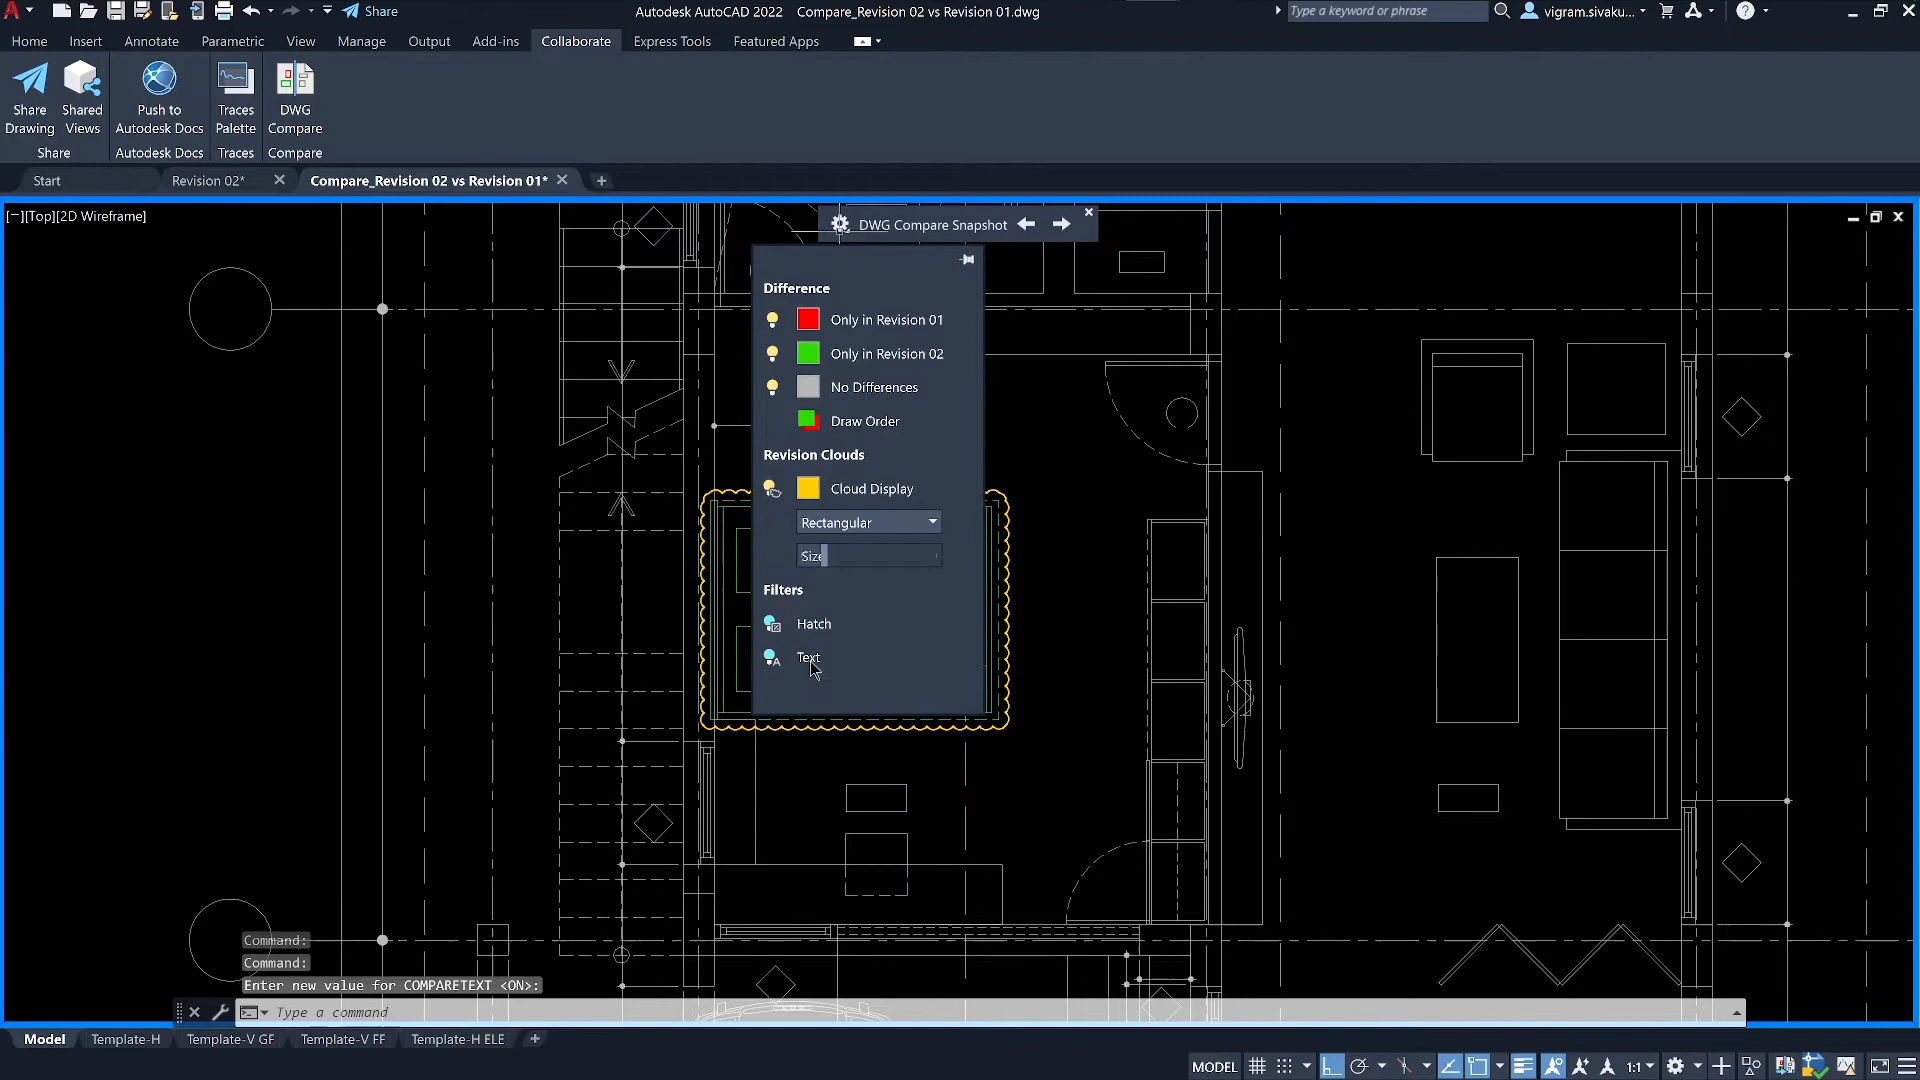 Share
Autodesk AutoCAD 2022 Compare_Revision 02 vs Revision 01.dwg
Type a keyword or phrase
vigram.sivaku...
Home Insert Annotate Parametric View Manage Output Add-ins Collaborate Express Tools Featured Apps
Share Drawing
Shared Views
Push to Autodesk Docs
Traces Palette
DWG Compare
Share Autodesk Docs Traces Compare
Start Revision 02* Compare_Revision 02 vs Revision 01*
[−][Top][2D Wireframe]
DWG Compare Snapshot
Difference
Only in Revision 01
Only in Revision 02
No Differences
Draw Order
Revision Clouds
Cloud Display
Rectangular
Size
Filters
Hatch
Text
Command:
Command:
Enter new value for COMPARETEXT <ON>:
Type a command
Model Template-H Template-V GF Template-V FF Template-H ELE
MODEL 1:1